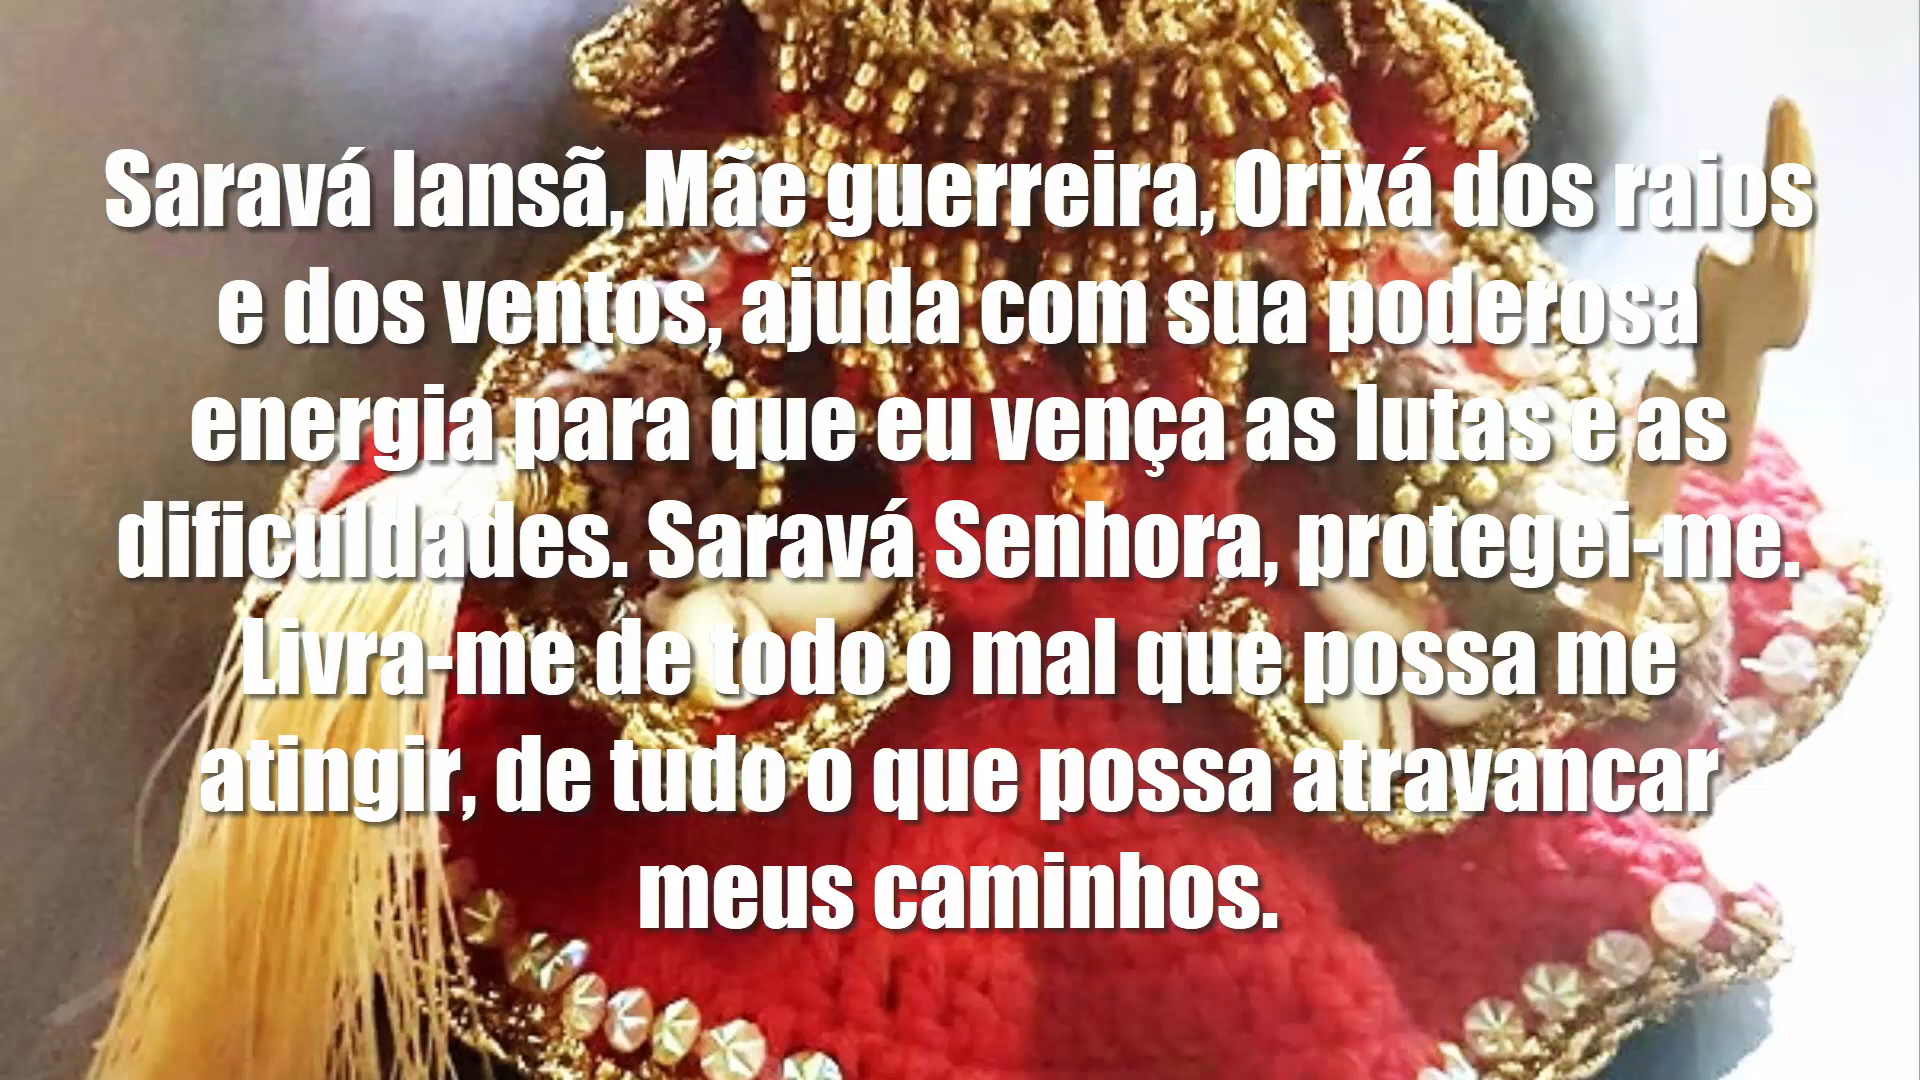 Saravá Iansã, Mãe guerreira, Orixá dos raios
e dos ventos, ajuda com sua poderosa
energia para que eu vença as lutas e as
dificuldades. Saravá Senhora, protegei-me.
Livra-me de todo o mal que possa me
atingir, de tudo o que possa atravancar
meus caminhos.